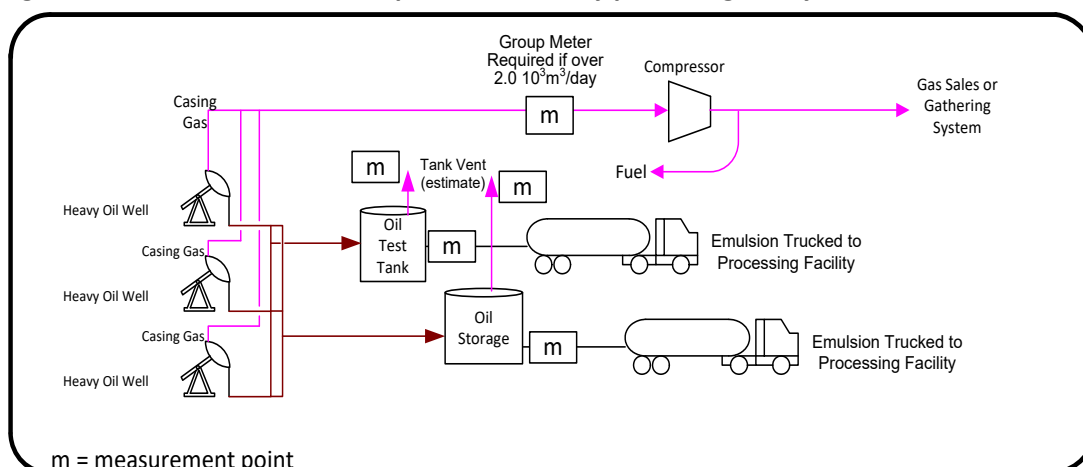 Group Meter
Required if over
2.0 10³m³/day
Compressor
Gas Sales or
Gathering
System
Casing
Gas
m
Fuel
m
Tank Vent
(estimate)
m
Heavy Oil Well
Oil
Test
Tank
m
Emulsion Trucked to
Processing Facility
Casing Gas
Heavy Oil Well
Oil
Storage
m
Emulsion Trucked to
Processing Facility
Casing Gas
Heavy Oil Well
m = measurement point